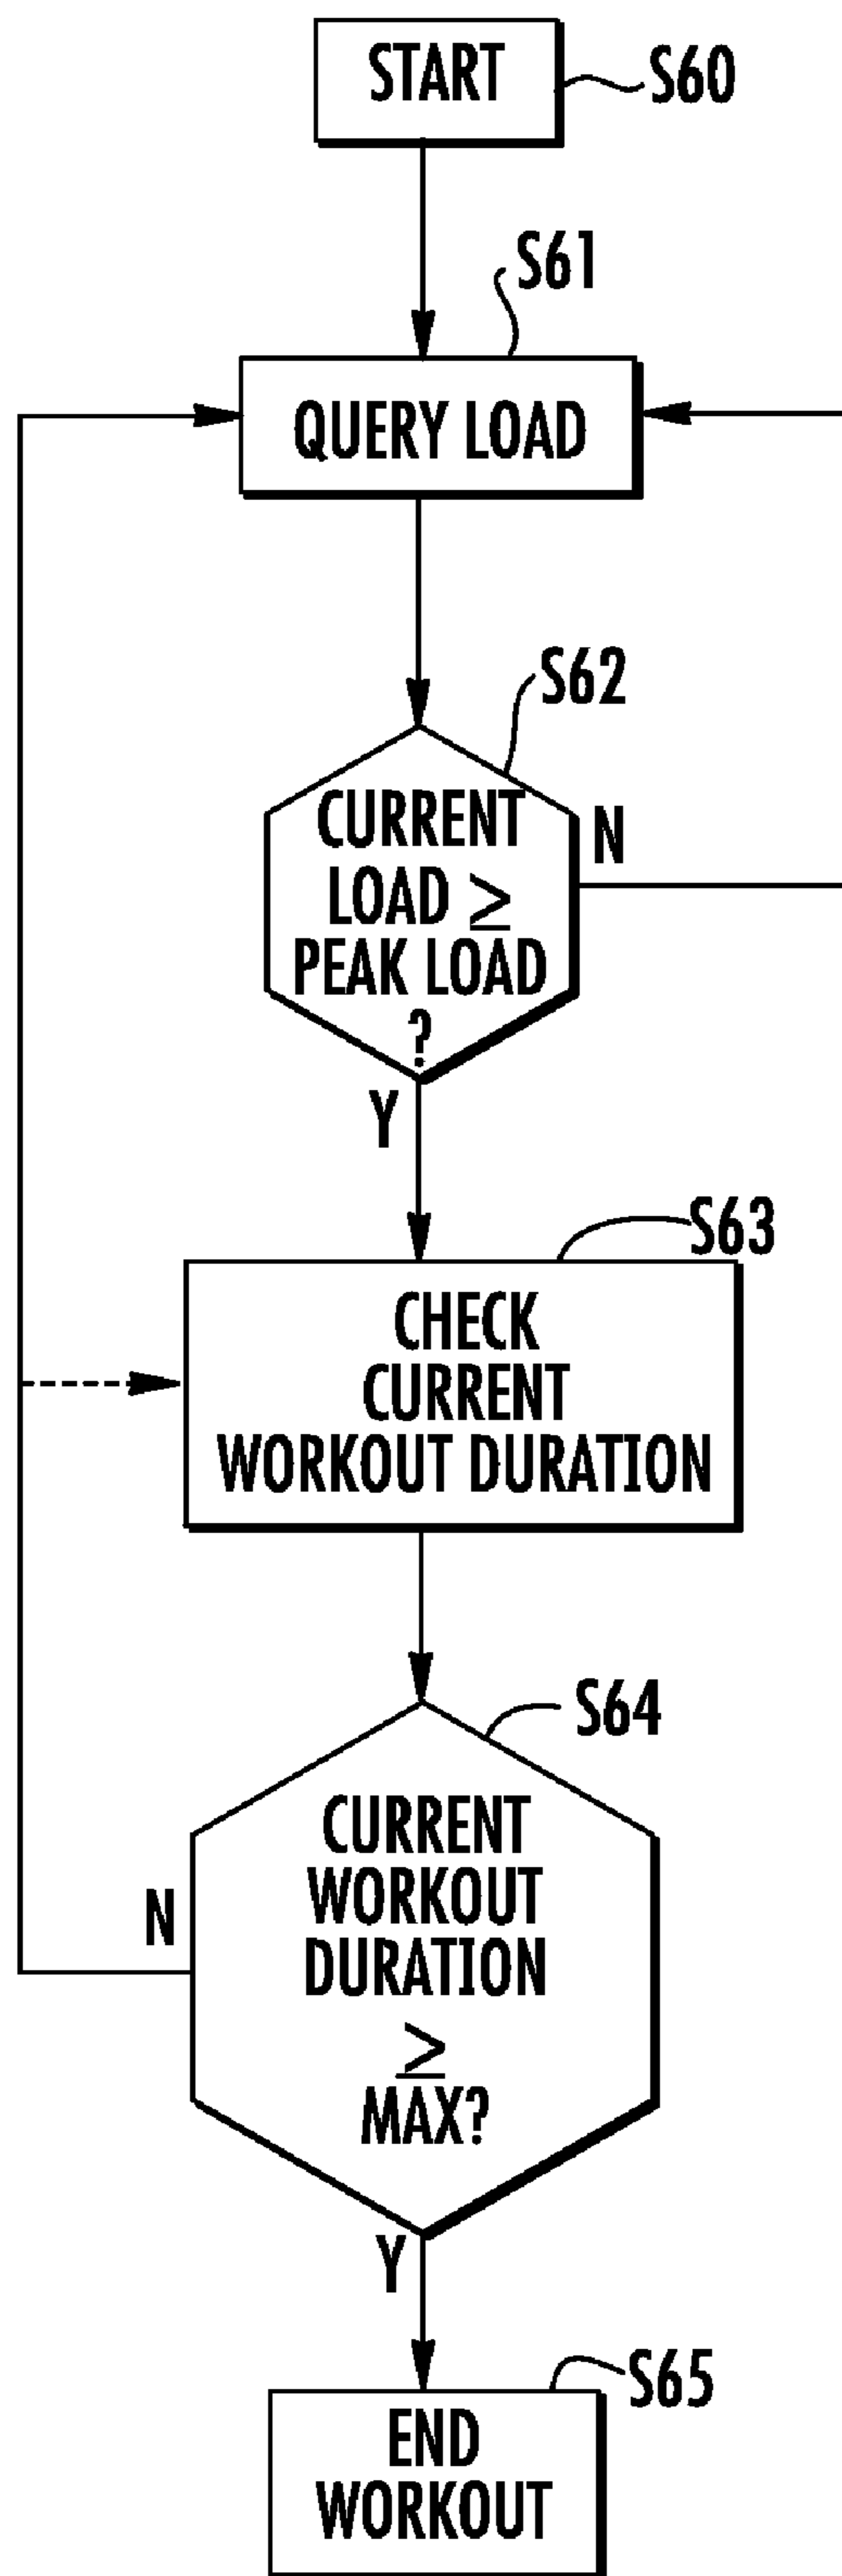 START
S60
S61
QUERY LOAD
S62
CURRENT
LOAD ≥
PEAK LOAD
?
N
Y
S63
CHECK
CURRENT
WORKOUT DURATION
S64
CURRENT
WORKOUT
DURATION
≥
MAX?
N
Y
S65
END
WORKOUT